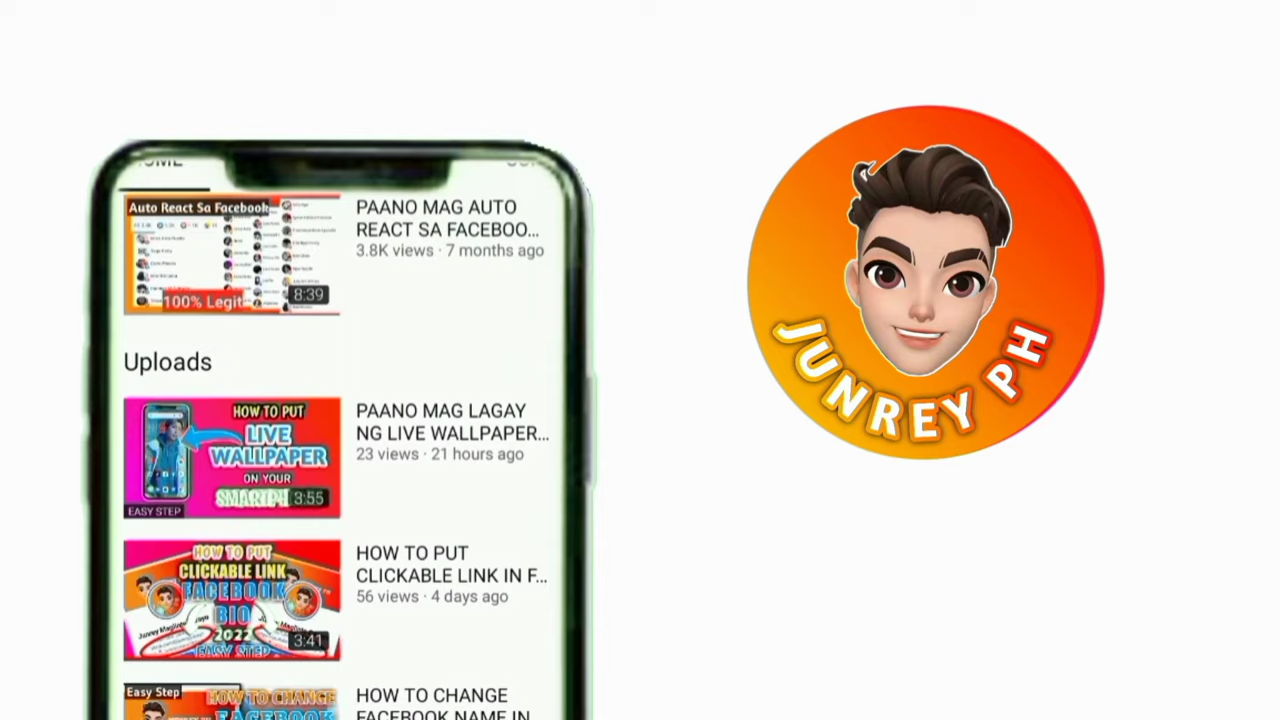 Auto React Sa Facebook
100% Legit
8:39
PAANO MAG AUTO
REACT SA FACEBOO...
3.8K views · 7 months ago
Uploads
HOW TO PUT
LIVE
WALLPAPER
ON YOUR
3:55
EASY STEP
PAANO MAG LAGAY
NG LIVE WALLPAPER...
23 views · 21 hours ago
HOW TO PUT
CLICKABLE LINK IN
FACEBOOK
BIO
2022
EASY STEP
3:41
HOW TO PUT
CLICKABLE LINK IN F...
56 views · 4 days ago
Easy Step
HOW TO CHANGE
FACEBOOK
HOW TO CHANGE
FACEBOOK NAME IN
JUNREY PH